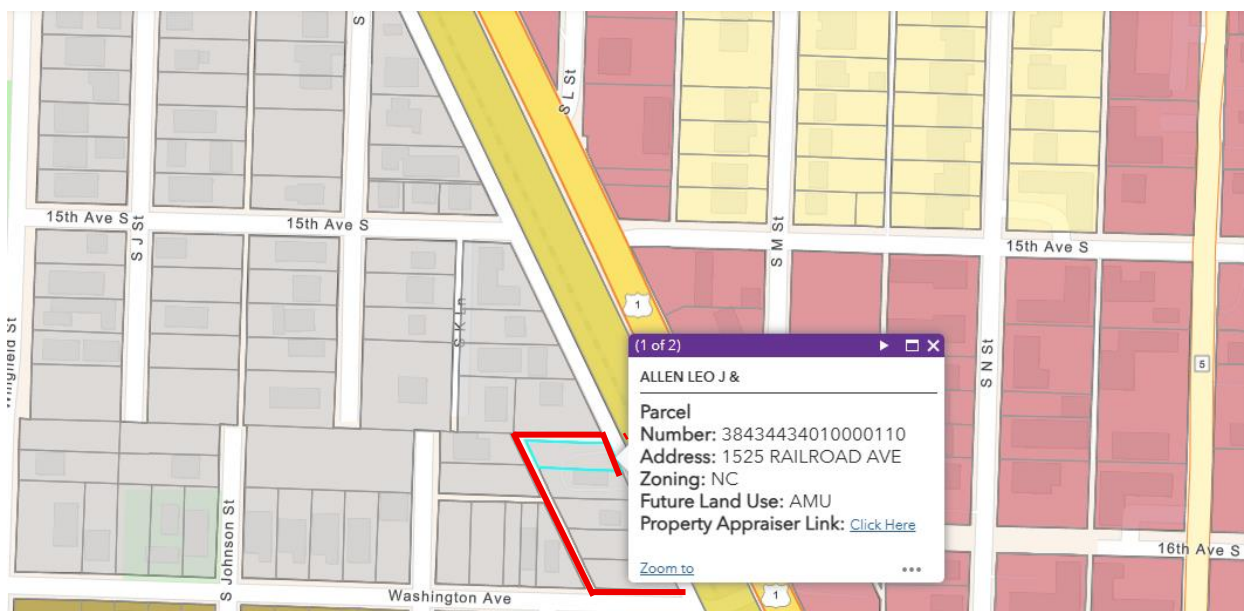 S
S L St
15th Ave S
S J St
15th Ave S
S M St
15th Ave S
1
S K Ln
Wingfield St
S N St
5
(1 of 2)
ALLEN LEO J &
Parcel
Number: 38434434010000110
Address: 1525 RAILROAD AVE
Zoning: NC
Future Land Use: AMU
Property Appraiser Link: Click Here
Zoom to
S Johnson St
16th Ave S
Washington Ave
1